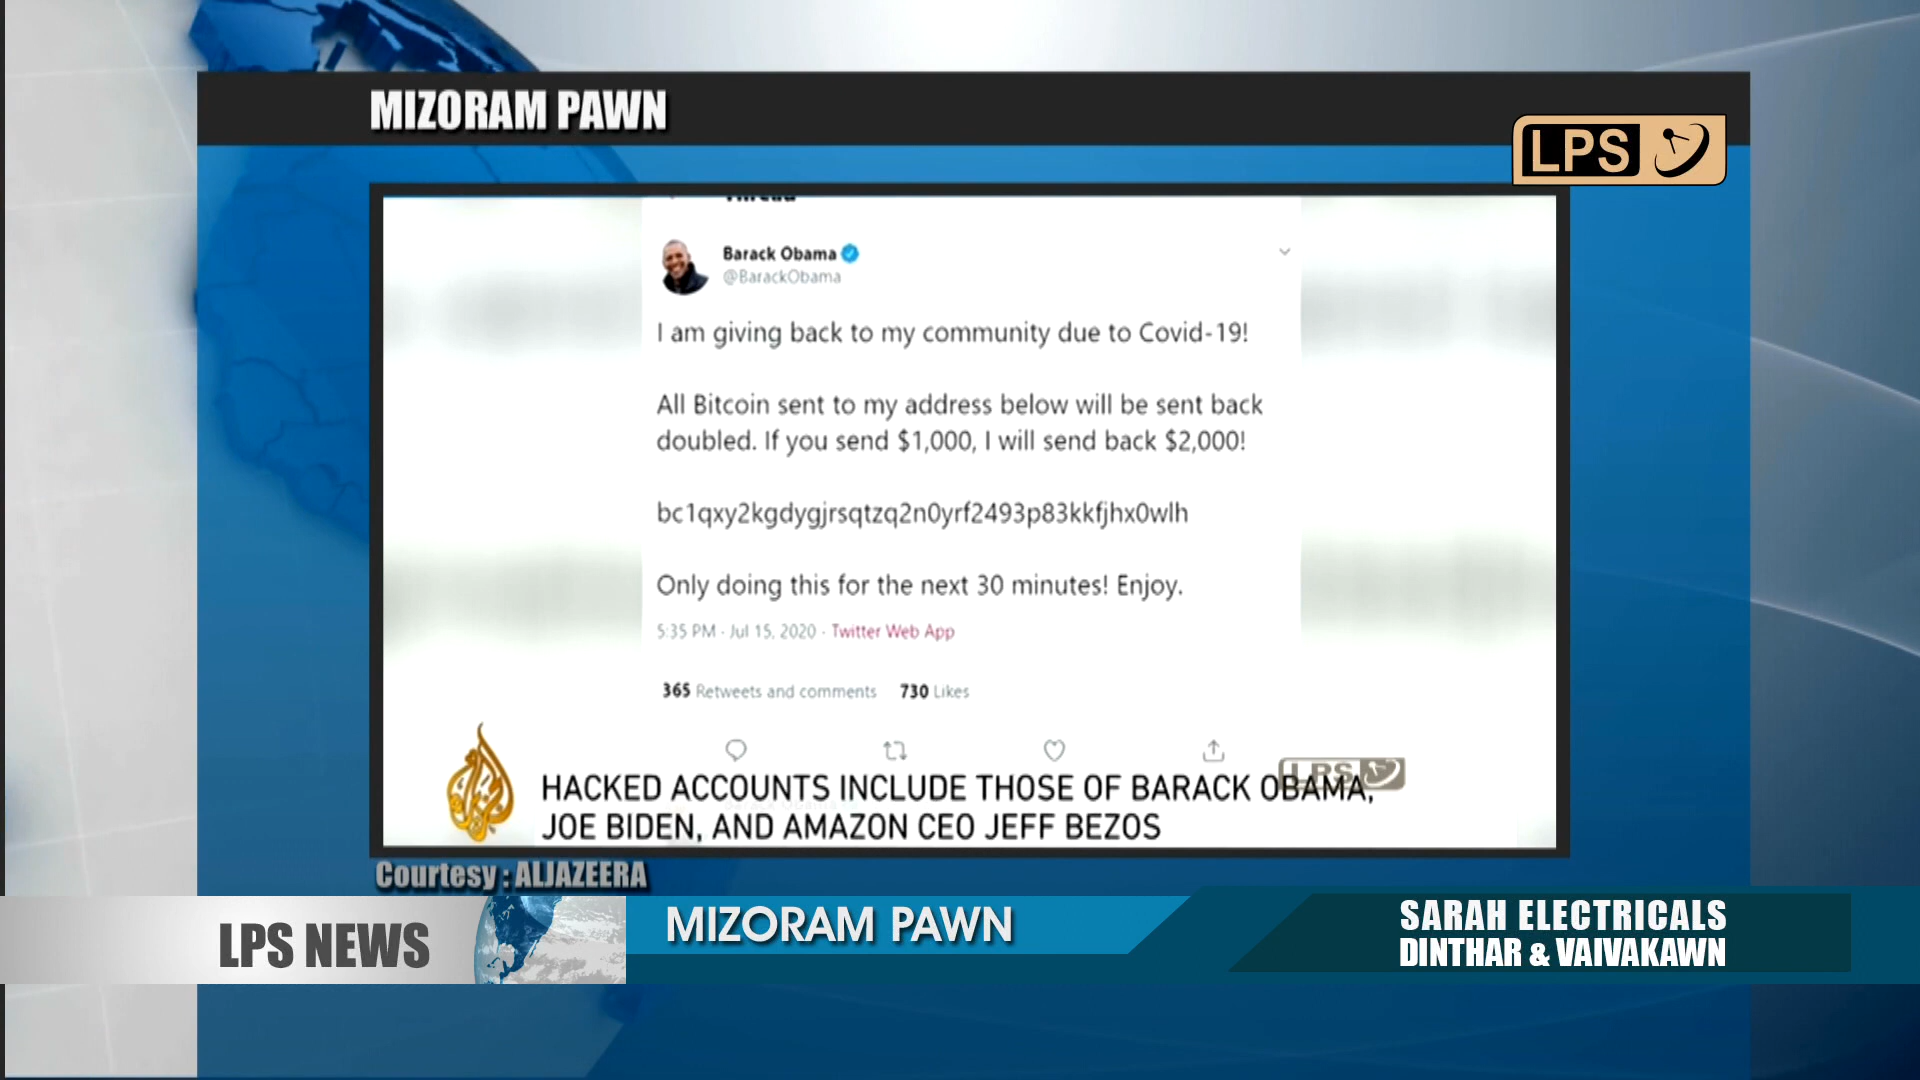 MIZORAM PAWN
LPS
Thread
Barack Obama
@BarackObama
I am giving back to my community due to Covid-19!
All Bitcoin sent to my address below will be sent back
doubled. If you send $1,000, I will send back $2,000!
bc1qxy2kgdygjrsqtzq2n0yrf2493p83kkfjhx0wlh
Only doing this for the next 30 minutes! Enjoy.
5:35 PM · Jul 15, 2020 · Twitter Web App
365 Retweets and comments 730 Likes
LPS
HACKED ACCOUNTS INCLUDE THOSE OF BARACK OBAMA,
JOE BIDEN, AND AMAZON CEO JEFF BEZOS
Courtesy : ALJAZEERA
LPS NEWS
MIZORAM PAWN
SARAH ELECTRICALS
DINTHAR & VAIVAKAWN